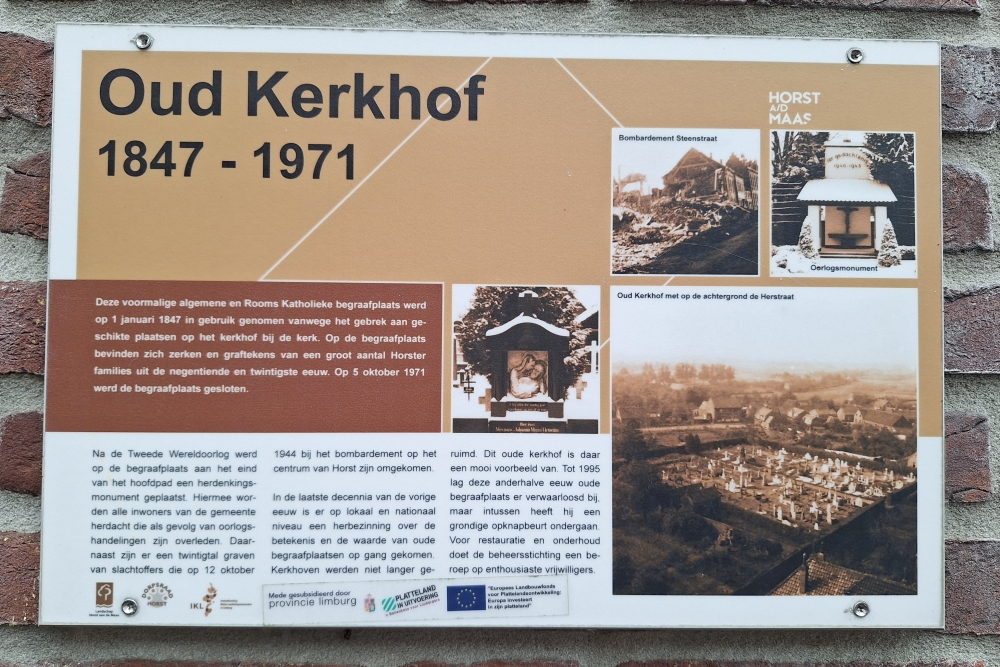 Oud Kerkhof
1847 - 1971
HORST
A/D
MAAS
Bombardement Steenstraat
Ter gedachtenis
1940-1945
Oorlogsmonument
Deze voormalige algemene en Rooms Katholieke begraafplaats werd
op 1 januari 1847 in gebruik genomen vanwege het gebrek aan ge-
schikte plaatsen op het kerkhof bij de kerk. Op de begraafplaats
bevinden zich zerken en graftekens van een groot aantal Horster
families uit de negentiende en twintigste eeuw. Op 5 oktober 1971
werd de begraafplaats gesloten.
Oud Kerkhof met op de achtergrond de Herstraat
Na de Tweede Wereldoorlog werd
op de begraafplaats aan het eind
van het hoofdpad een herdenkings-
monument geplaatst. Hiermee wor-
den alle inwoners van de gemeente
herdacht die als gevolg van oorlogs-
handelingen zijn overleden. Daar-
naast zijn er een twintigtal graven
van slachtoffers die op 12 oktober
1944 bij het bombardement op het
centrum van Horst zijn omgekomen.
In de laatste decennia van de vorige
eeuw is er op lokaal en nationaal
niveau een herbezinning over de
betekenis en de waarde van oude
begraafplaatsen op gang gekomen.
Kerkhoven werden niet langer ge-
ruimd. Dit oude kerkhof is daar
een mooi voorbeeld van. Tot 1995
lag deze anderhalve eeuw oude
begraafplaats er verwaarloosd bij,
maar intussen heeft hij een
grondige opknapbeurt ondergaan.
Voor restauratie en onderhoud
doet de beheersstichting een be-
roep op enthousiaste vrijwilligers.
DORPSRAAD
HORST
IKL
Mede gesubsidieerd door
provincie limburg
PLATTELAND
IN UITVOERING
"Europees Landbouwfonds
voor Plattelandsontwikkeling:
Europa investeert
in zijn platteland"